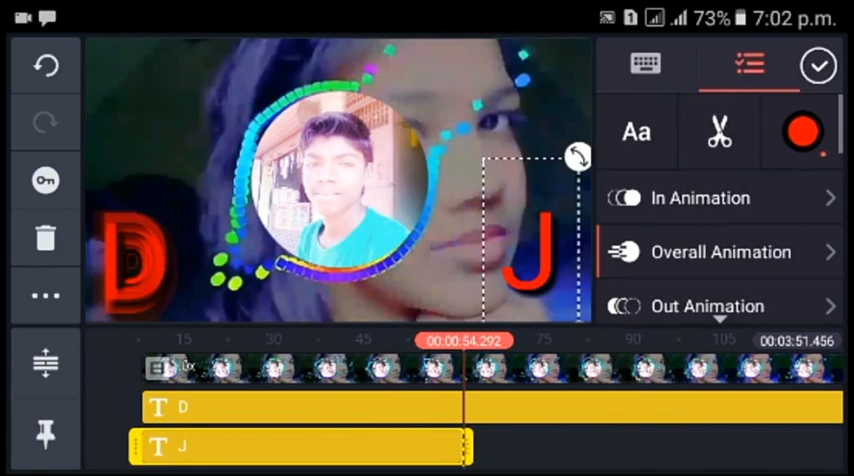 73% 7:02 p.m.
D
J
Aa
In Animation
Overall Animation
Out Animation
15 30 45 00:00:54.292 75 90 105 00:03:51.456
T D
T J